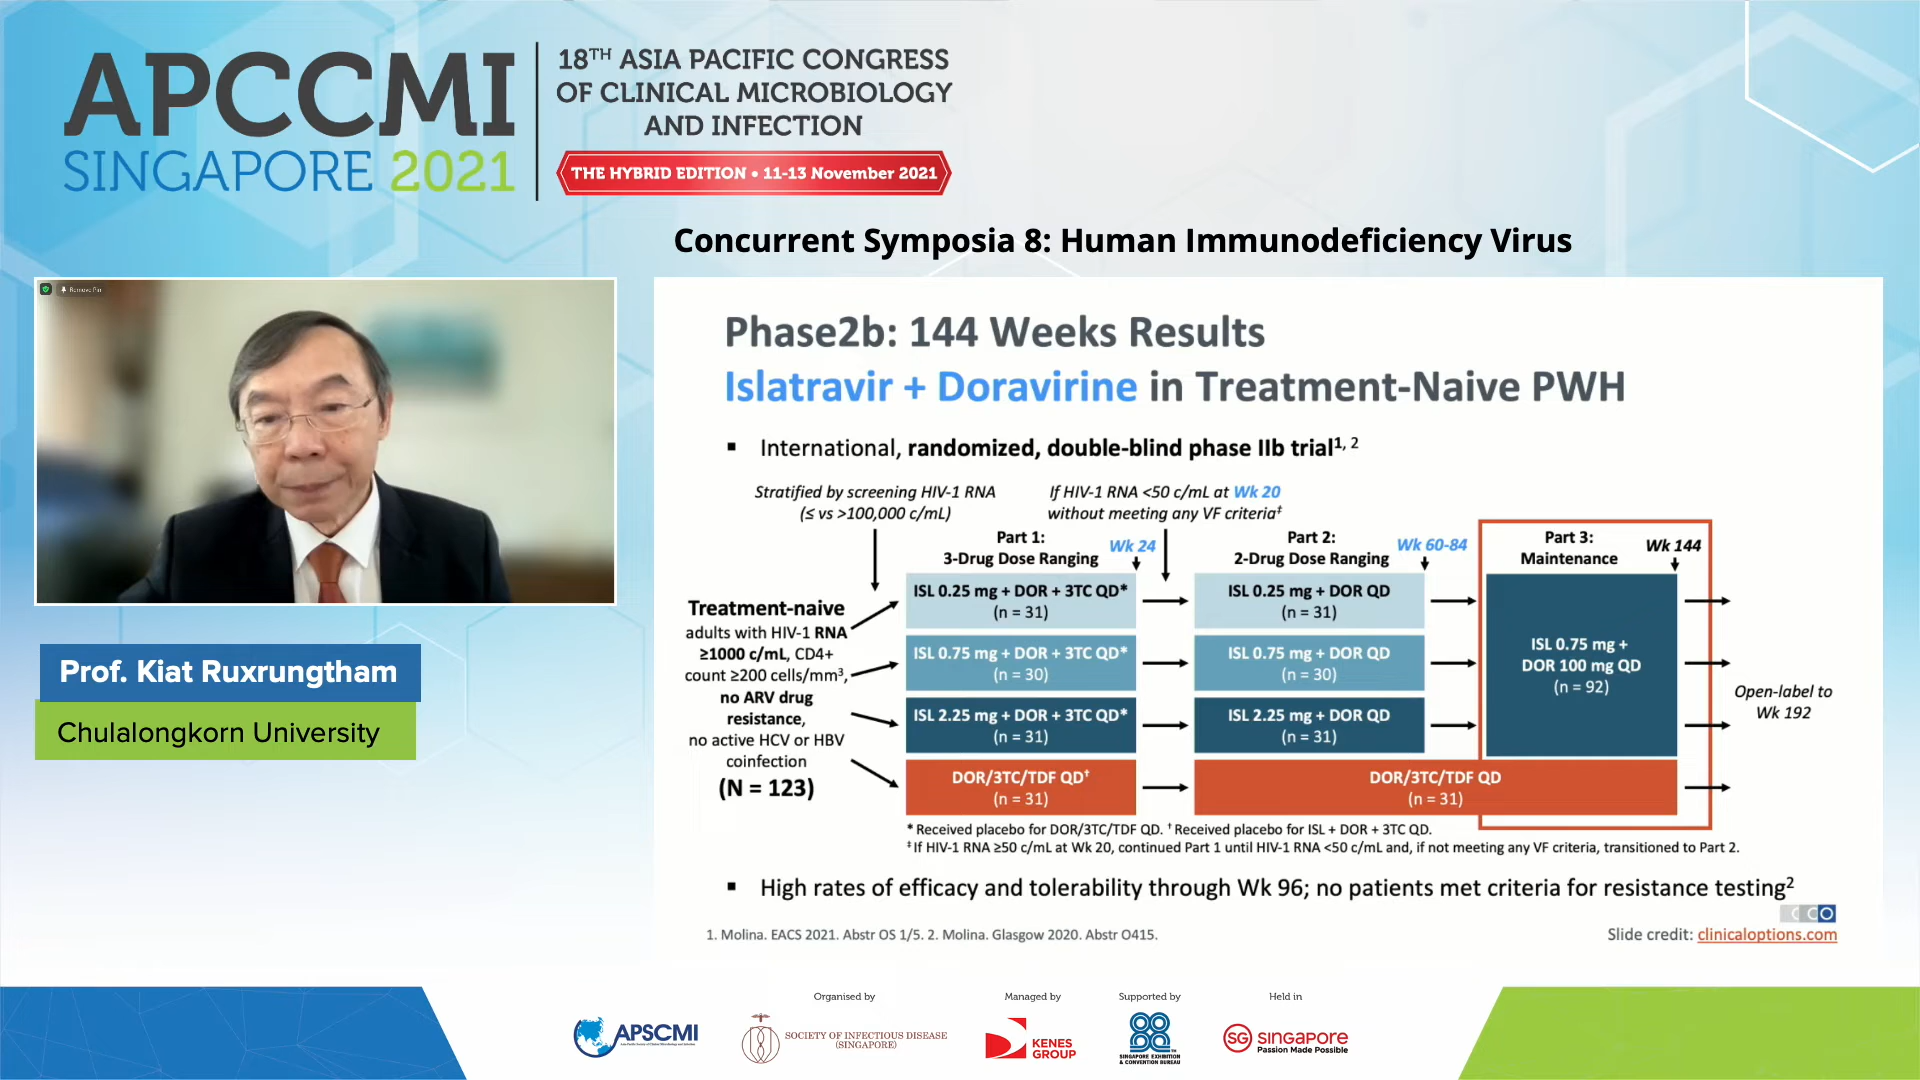 APCCMI
SINGAPORE 2021
18TH ASIA PACIFIC CONGRESS
OF CLINICAL MICROBIOLOGY
AND INFECTION
THE HYBRID EDITION • 11-13 November 2021
Concurrent Symposia 8: Human Immunodeficiency Virus
Remove Pin
Prof. Kiat Ruxrungtham
Chulalongkorn University
Phase2b: 144 Weeks Results
Islatravir + Doravirine in Treatment-Naive PWH
▪ International, randomized, double-blind phase IIb trial1, 2
Stratified by screening HIV-1 RNA
(≤ vs >100,000 c/mL)
If HIV-1 RNA <50 c/mL at Wk 20
without meeting any VF criteria‡
Part 1:
3-Drug Dose Ranging
Wk 24
Part 2:
2-Drug Dose Ranging
Wk 60-84
Part 3:
Maintenance
Wk 144
Treatment-naive
adults with HIV-1 RNA
≥1000 c/mL, CD4+
count ≥200 cells/mm3,
no ARV drug
resistance,
no active HCV or HBV
coinfection
(N = 123)
ISL 0.25 mg + DOR + 3TC QD*
(n = 31)
ISL 0.75 mg + DOR + 3TC QD*
(n = 30)
ISL 2.25 mg + DOR + 3TC QD*
(n = 31)
DOR/3TC/TDF QD†
(n = 31)
ISL 0.25 mg + DOR QD
(n = 31)
ISL 0.75 mg + DOR QD
(n = 30)
ISL 2.25 mg + DOR QD
(n = 31)
DOR/3TC/TDF QD
(n = 31)
ISL 0.75 mg +
DOR 100 mg QD
(n = 92)
Open-label to
Wk 192
* Received placebo for DOR/3TC/TDF QD. † Received placebo for ISL + DOR + 3TC QD.
‡ If HIV-1 RNA ≥50 c/mL at Wk 20, continued Part 1 until HIV-1 RNA <50 c/mL and, if not meeting any VF criteria, transitioned to Part 2.
▪ High rates of efficacy and tolerability through Wk 96; no patients met criteria for resistance testing2
CCO
1. Molina. EACS 2021. Abstr OS 1/5. 2. Molina. Glasgow 2020. Abstr O415.
Slide credit: clinicaloptions.com
Organised by
Managed by
Supported by
Held in
APSCMI
SOCIETY OF INFECTIOUS DISEASE
(SINGAPORE)
KENES
GROUP
SINGAPORE EXHIBITION
& CONVENTION BUREAU
SG Singapore
Passion Made Possible